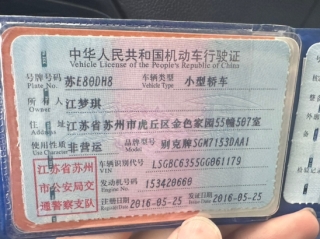 中华人民共和国机动车行驶证
Vehicle License of the People's Republic of China
号牌号码 苏E80DH8 车辆类型 小型轿车
Plate No. Vehicle Type
所有人 江梦琪
Owner
住址 江苏省苏州市虎丘区金色家园55幢507室
Address
使用性质 非营运 品牌型号 别克牌SGM7153DAA1
Use Character Model
江苏省苏州市公安局交通警察支队
车辆识别代号 LSGBC6355GG061179
VIN
发动机号码 153420669
Engine No.
注册日期 2016-05-25 发证日期 2016-05-25
Register Date Issue Date